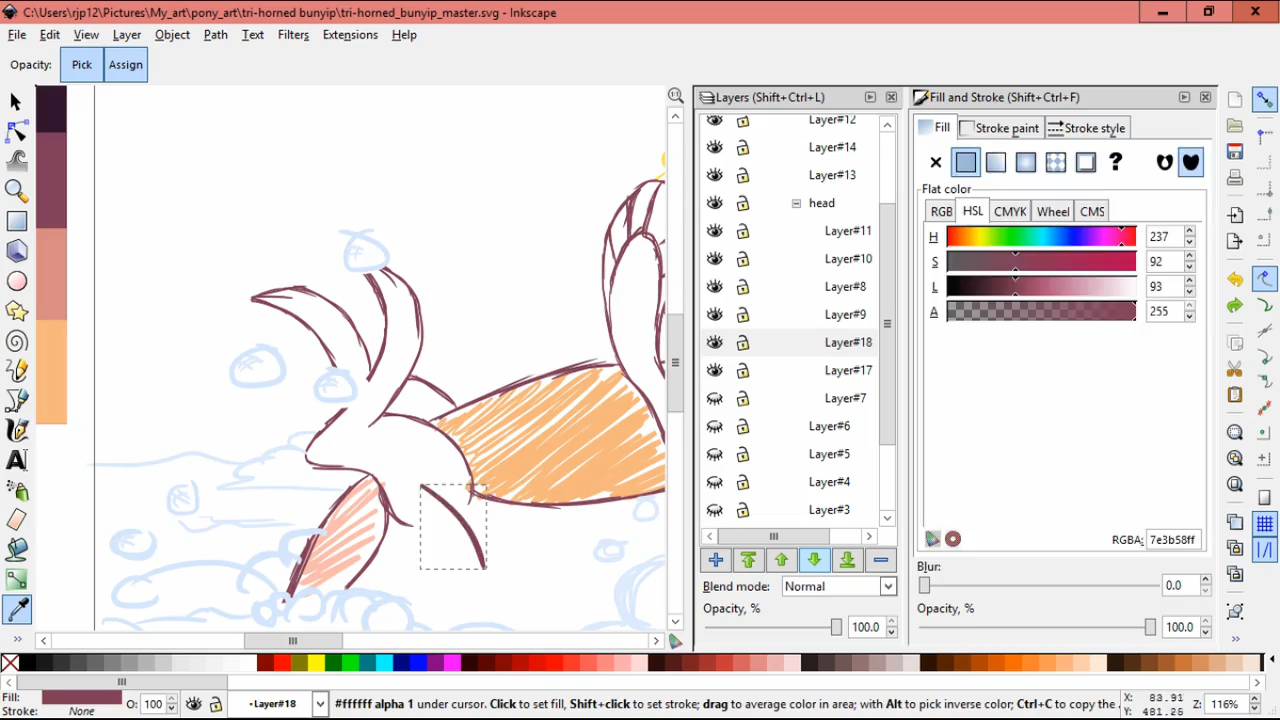 C:\Users\rjp12\Pictures\My_art\pony_art\tri-horned bunyip\tri-horned_bunyip_master.svg - Inkscape
File Edit View Layer Object Path Text Filters Extensions Help
Opacity: Pick Assign
Layers (Shift+Ctrl+L)
Fill and Stroke (Shift+Ctrl+F)
Layer#12
Layer#14
Layer#13
head
Layer#11
Layer#10
Layer#8
Layer#9
Layer#18
Layer#17
Layer#7
Layer#6
Layer#5
Layer#4
Layer#3
Blend mode: Normal
Opacity, % 100.0
Fill Stroke paint Stroke style
Flat color
RGB HSL CMYK Wheel CMS
H 237
S 92
L 93
A 255
RGBA: 7e3b58ff
Blur:
0.0
Opacity, %
100.0
Fill:
Stroke: None
O: 100
Layer#18
#ffffff alpha 1 under cursor. Click to set fill, Shift+click to set stroke; drag to average color in area; with Alt to pick inverse color; Ctrl+C to copy the
X: 83.91
Y: 481.25
Z: 116%